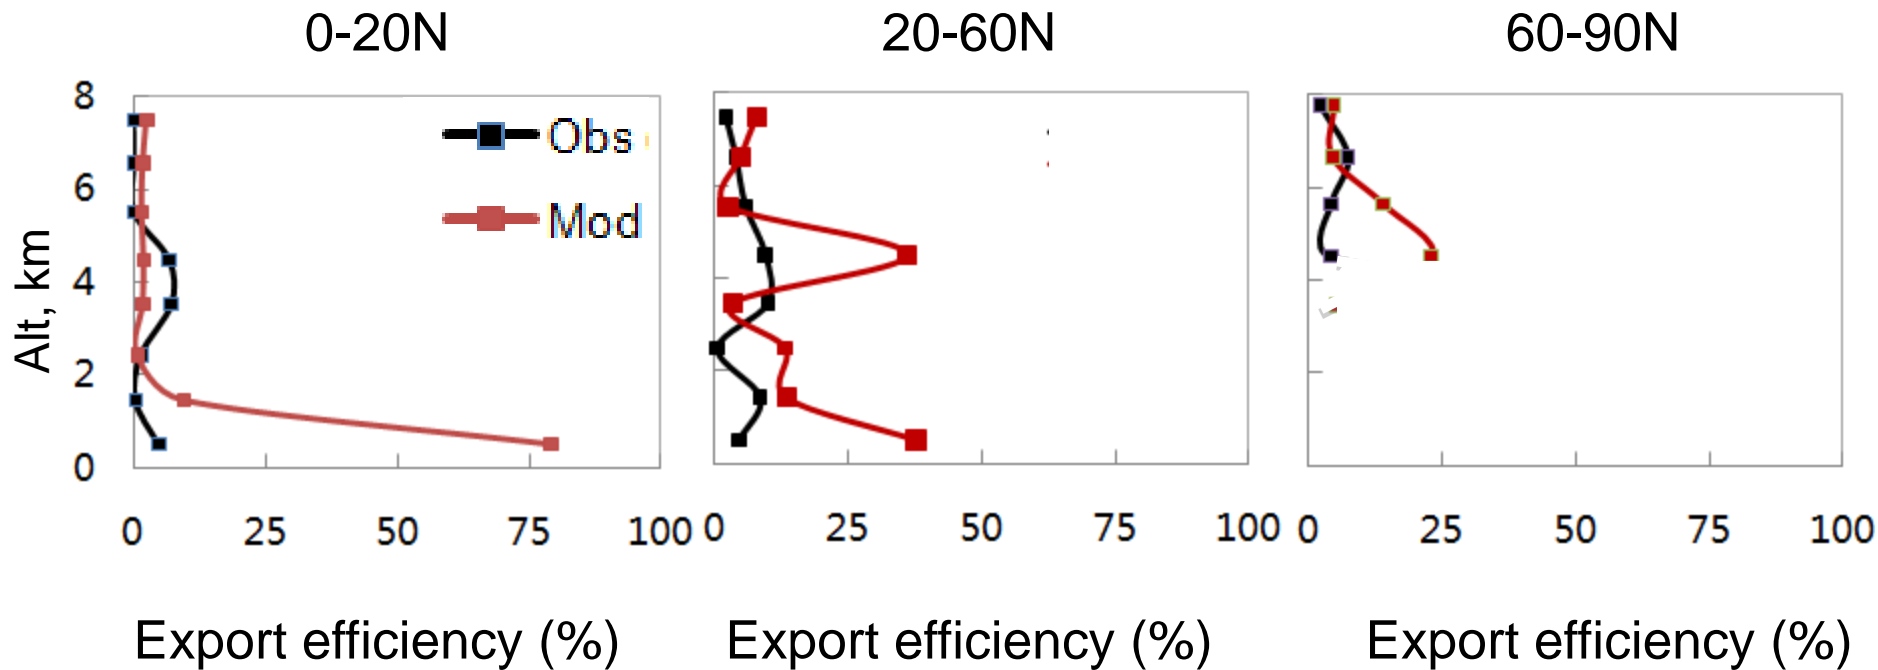 0-20N
20-60N
60-90N
Alt, km
8
6
4
2
0
Obs
Mod
0 25 50 75 100
0 25 50 75 100
0 25 50 75 100
Export efficiency (%)
Export efficiency (%)
Export efficiency (%)